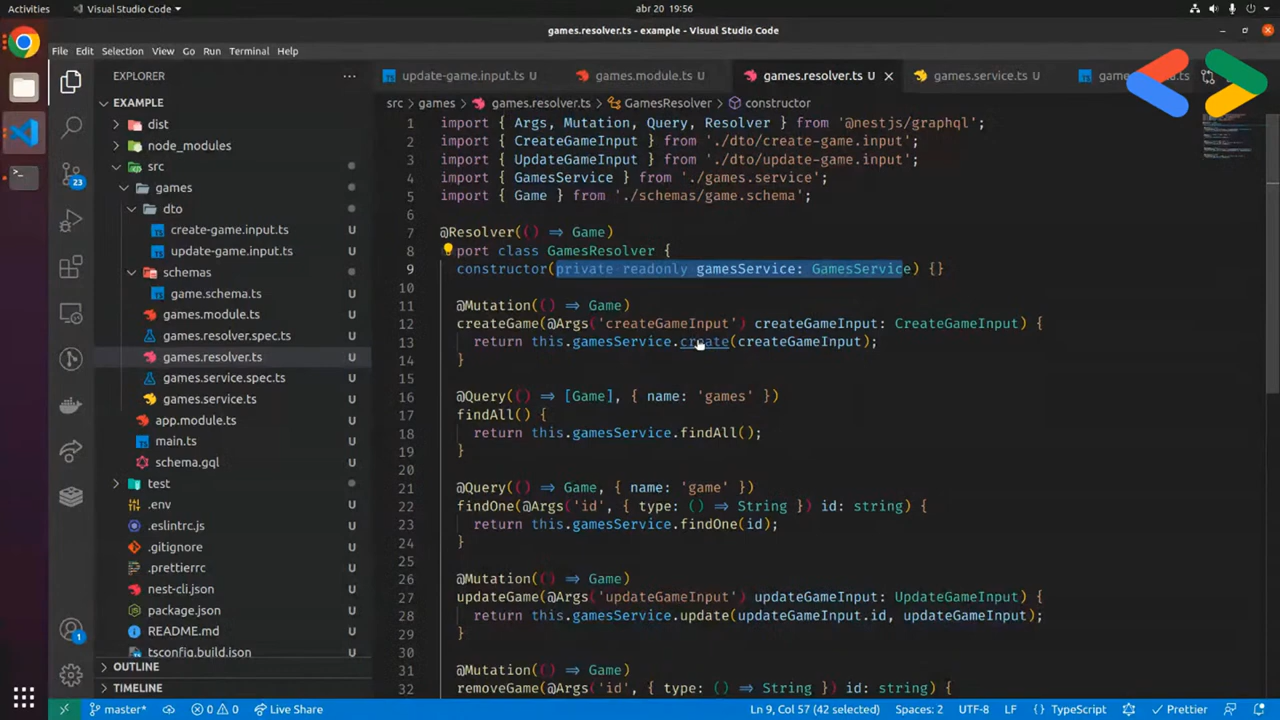 Activities
Visual Studio Code
abr 20 19:56
games.resolver.ts - example - Visual Studio Code
File Edit Selection View Go Run Terminal Help
EXPLORER
update-game.input.ts U
games.module.ts U
games.resolver.ts U
games.service.ts U
src > games > games.resolver.ts > GamesResolver > constructor
EXAMPLE
dist
node_modules
src
games
dto
create-game.input.ts U
update-game.input.ts U
schemas
game.schema.ts U
games.module.ts U
games.resolver.spec.ts U
games.resolver.ts U
games.service.spec.ts U
games.service.ts U
app.module.ts U
main.ts U
schema.gql U
test
.env U
.eslintrc.js U
.gitignore U
.prettierrc U
nest-cli.json U
package.json U
README.md U
tsconfig.build.json U
OUTLINE
TIMELINE
23
1
1 import { Args, Mutation, Query, Resolver } from '@nestjs/graphql';
2 import { CreateGameInput } from './dto/create-game.input';
3 import { UpdateGameInput } from './dto/update-game.input';
4 import { GamesService } from './games.service';
5 import { Game } from './schemas/game.schema';
6
7 @Resolver(() => Game)
8 port class GamesResolver {
9 constructor(private readonly gamesService: GamesService) {}
10
11 @Mutation(() => Game)
12 createGame(@Args('createGameInput') createGameInput: CreateGameInput) {
13 return this.gamesService.create(createGameInput);
14 }
15
16 @Query(() => [Game], { name: 'games' })
17 findAll() {
18 return this.gamesService.findAll();
19 }
20
21 @Query(() => Game, { name: 'game' })
22 findOne(@Args('id', { type: () => String }) id: string) {
23 return this.gamesService.findOne(id);
24 }
25
26 @Mutation(() => Game)
27 updateGame(@Args('updateGameInput') updateGameInput: UpdateGameInput) {
28 return this.gamesService.update(updateGameInput.id, updateGameInput);
29 }
30
31 @Mutation(() => Game)
32 removeGame(@Args('id', { type: () => String }) id: string) {
master* 0 0 Live Share
Ln 9, Col 57 (42 selected) Spaces: 2 UTF-8 LF { } TypeScript Prettier